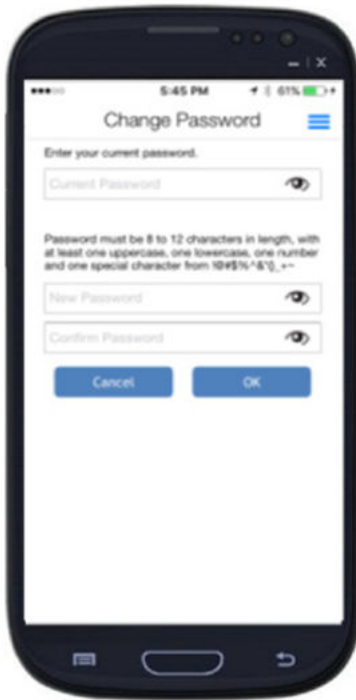 5:45 PM
61%
Change Password
Enter your current password.
Current Password
Password must be 8 to 12 characters in length, with
at least one uppercase, one lowercase, one number
and one special character from !@#$%^&*()_+~
New Password
Confirm Password
Cancel
OK